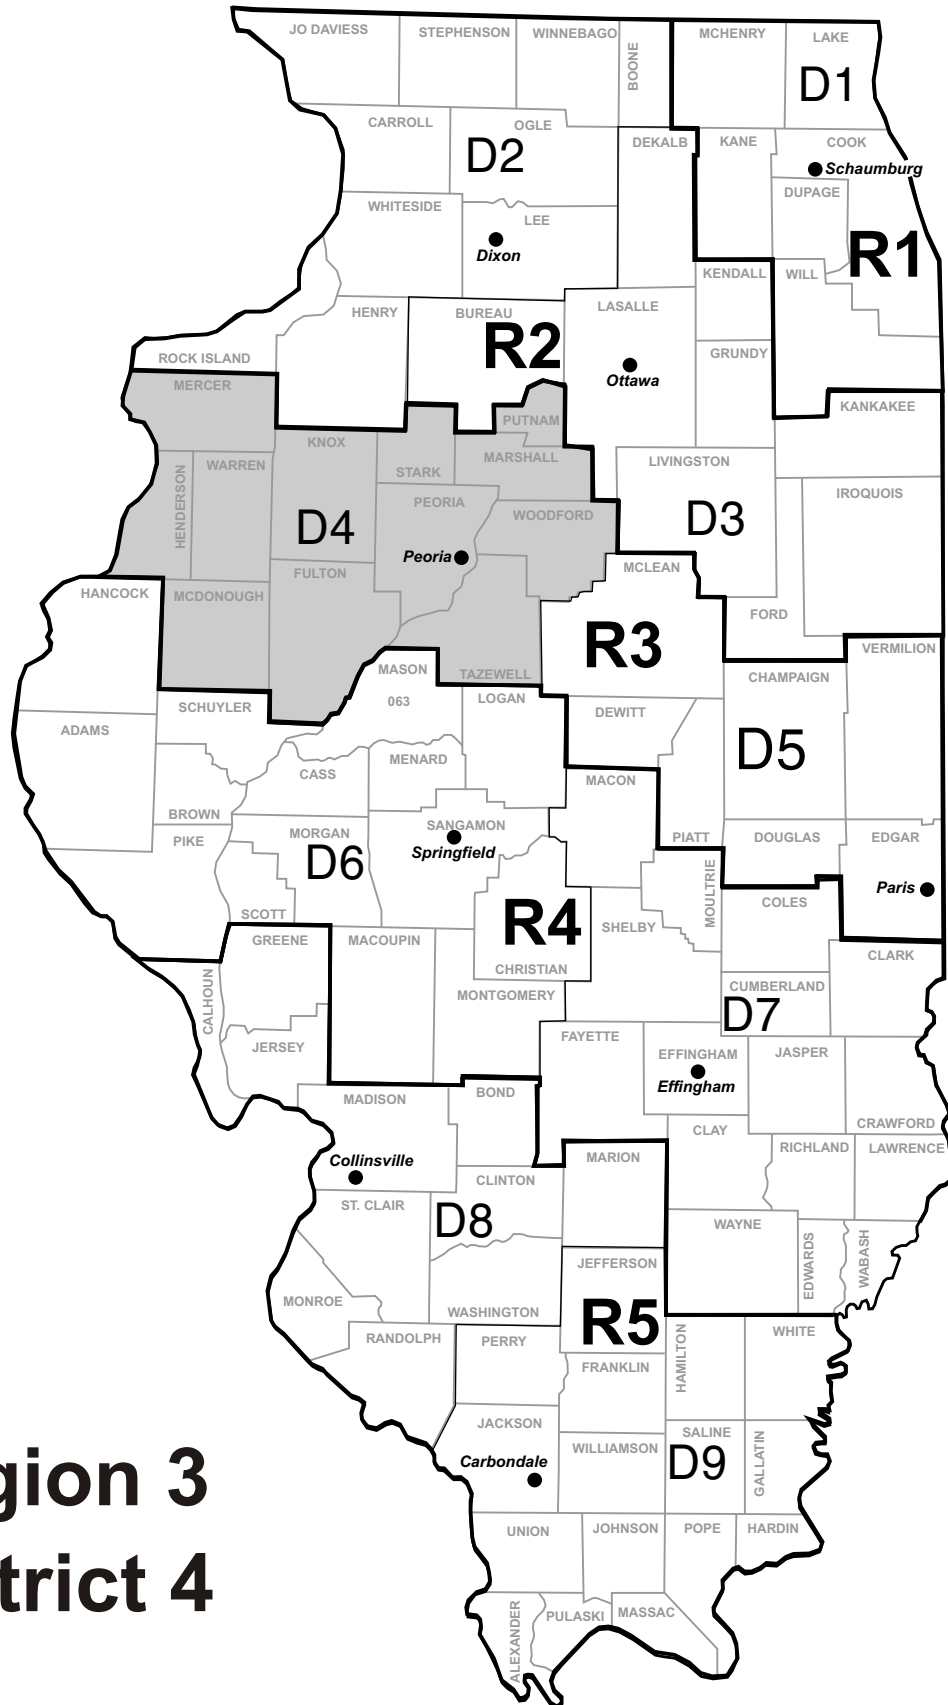 JO DAVIESS
STEPHENSON
WINNEBAGO
BOONE
MCHENRY
LAKE
D1
CARROLL
OGLE
D2
DEKALB
KANE
COOK
Schaumburg
DUPAGE
WHITESIDE
LEE
Dixon
R1
KENDALL
WILL
HENRY
BUREAU
R2
LASALLE
Ottawa
GRUNDY
ROCK ISLAND
MERCER
KANKAKEE
PUTNAM
KNOX
STARK
MARSHALL
LIVINGSTON
HENDERSON
WARREN
PEORIA
WOODFORD
IROQUOIS
D4
D3
Peoria
FULTON
MCLEAN
HANCOCK
MCDONOUGH
FORD
R3
VERMILION
MASON
TAZEWELL
CHAMPAIGN
063
LOGAN
SCHUYLER
DEWITT
ADAMS
D5
CASS
MENARD
MACON
BROWN
PIKE
MORGAN
SANGAMON
Springfield
D6
PIATT
DOUGLAS
EDGAR
Paris
MOULTRIE
SCOTT
R4
SHELBY
COLES
GREENE
MACOUPIN
CHRISTIAN
CLARK
CALHOUN
MONTGOMERY
CUMBERLAND
D7
JERSEY
FAYETTE
EFFINGHAM
Effingham
JASPER
MADISON
BOND
CRAWFORD
CLAY
RICHLAND
LAWRENCE
Collinsville
MARION
CLINTON
ST. CLAIR
D8
WAYNE
EDWARDS
WABASH
JEFFERSON
MONROE
WASHINGTON
R5
RANDOLPH
PERRY
HAMILTON
WHITE
FRANKLIN
JACKSON
WILLIAMSON
SALINE
GALLATIN
Carbondale
D9
gion 3
UNION
JOHNSON
POPE
HARDIN
trict 4
ALEXANDER
PULASKI
MASSAC